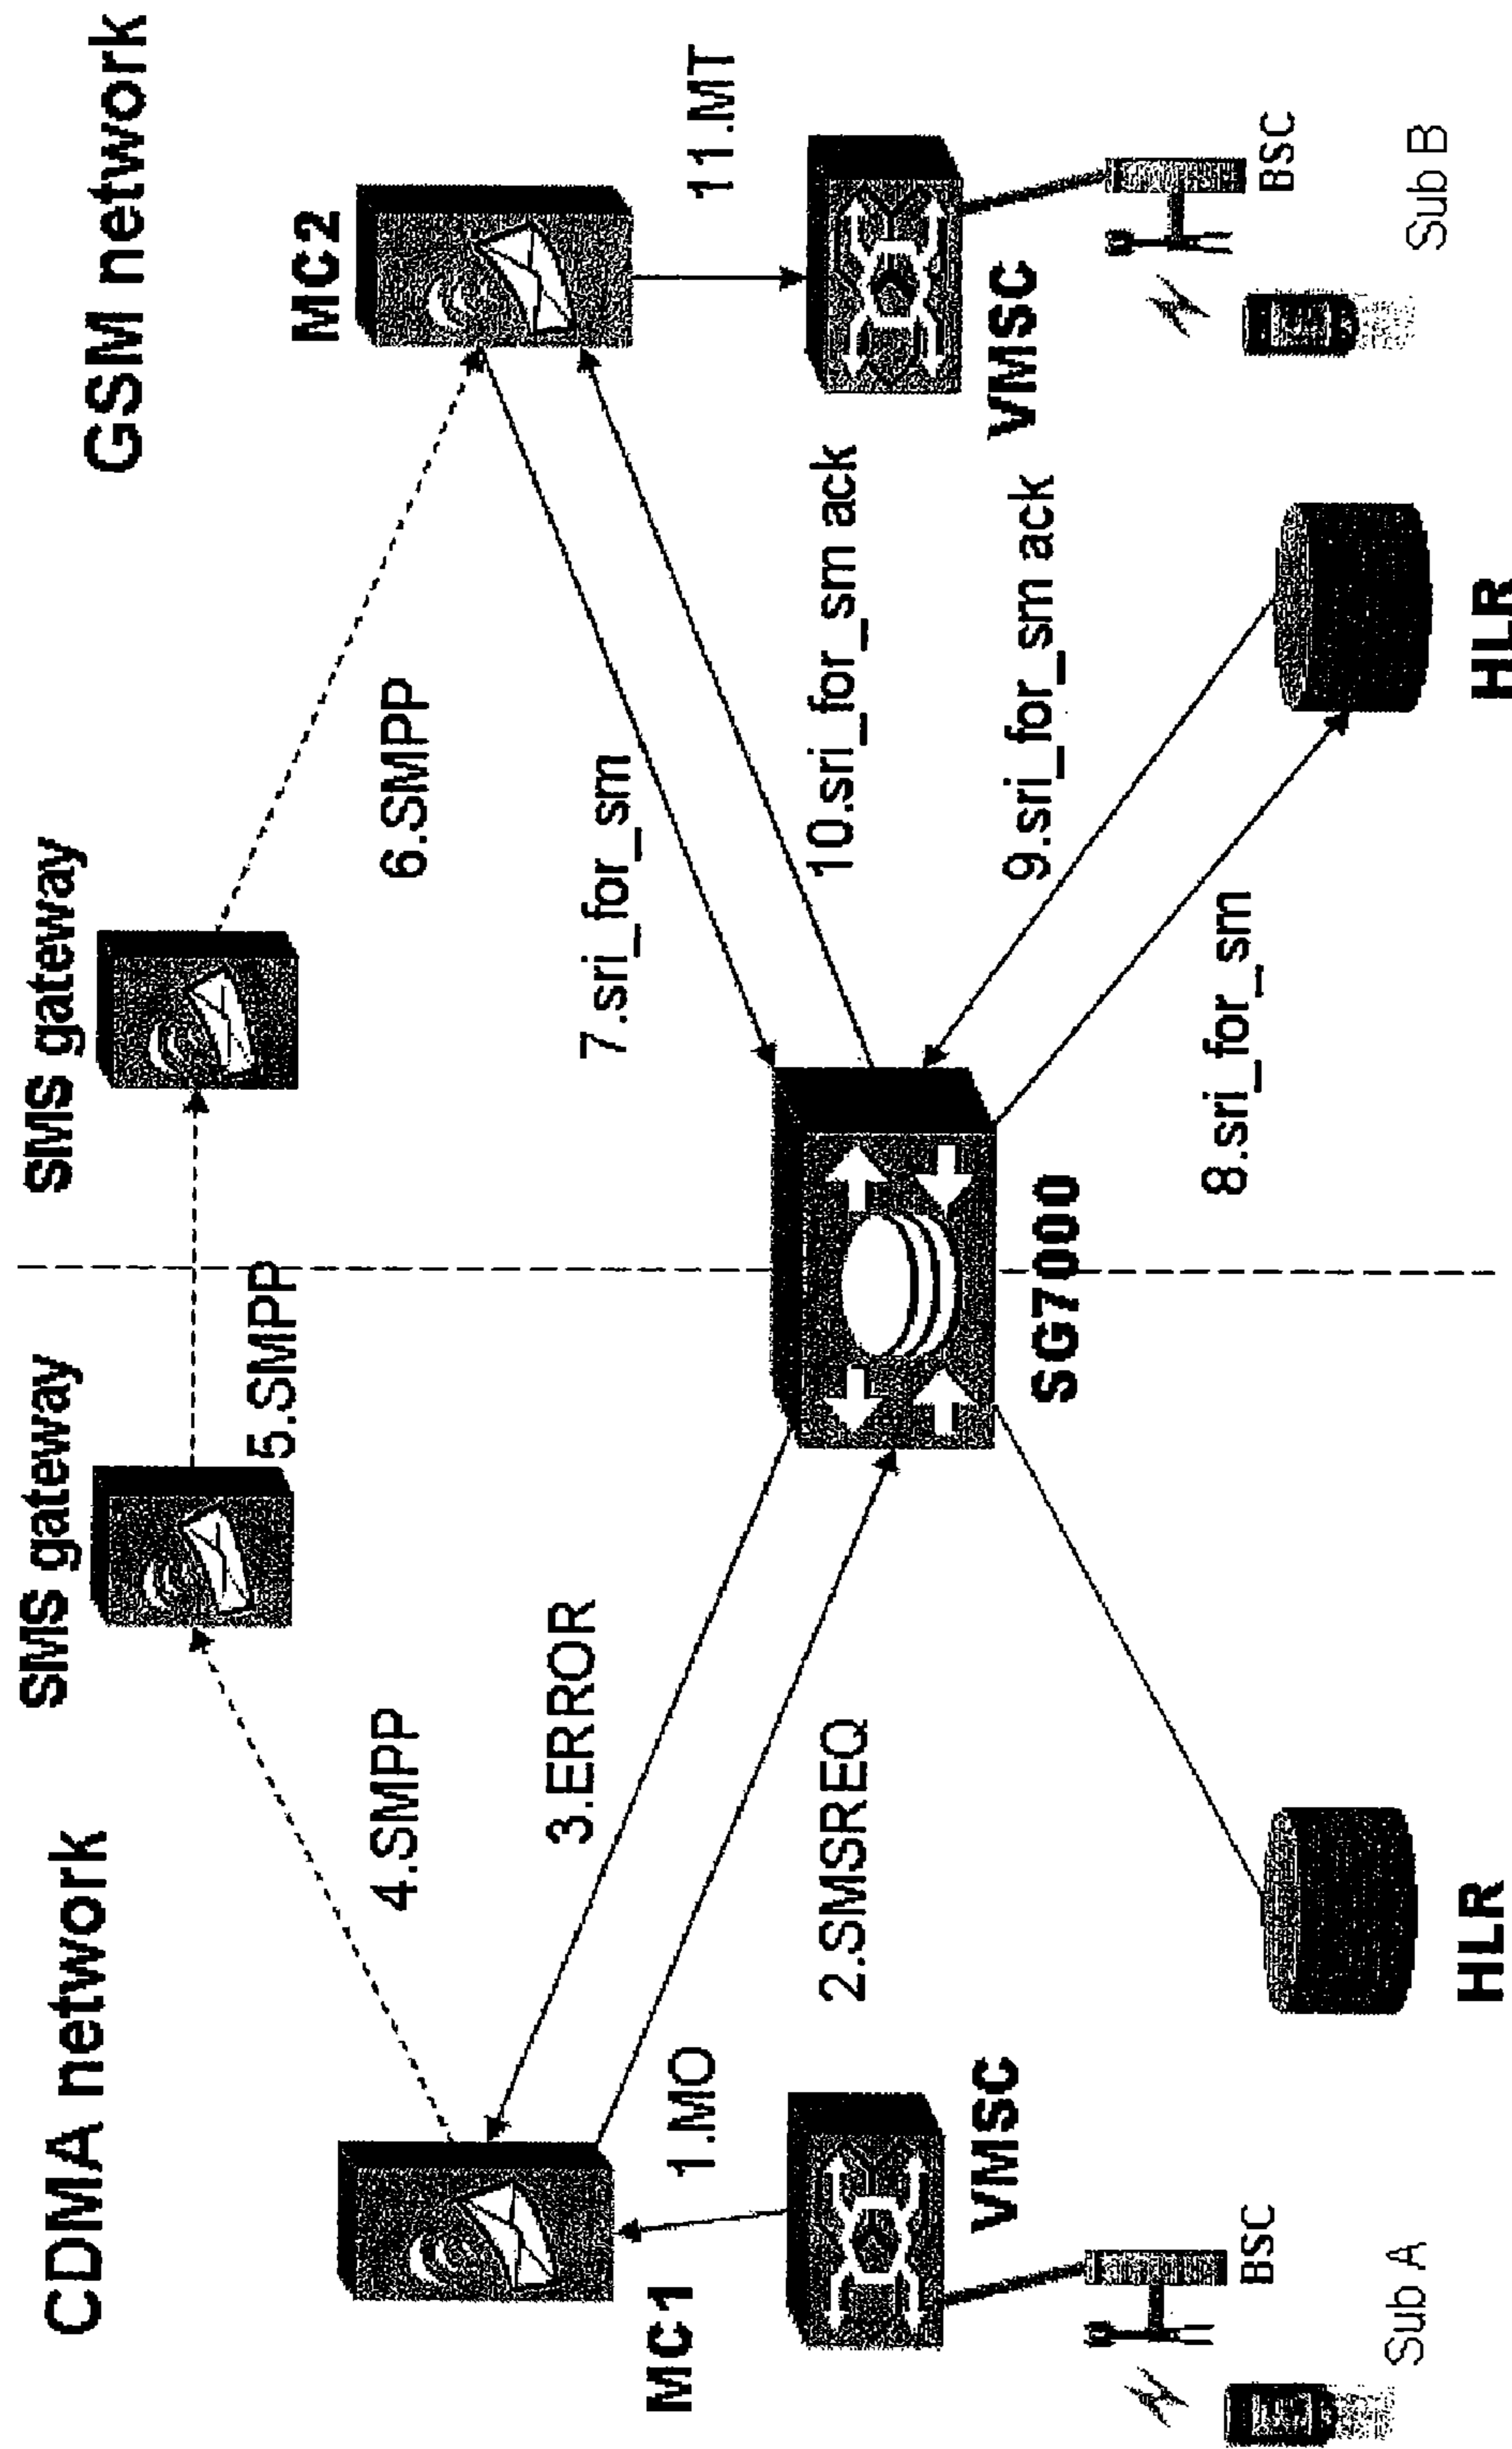 CDMA network
GSM network
SMS gateway
SMS gateway
4.SMPP
5.SMPP
6.SMPP
MC2
3.ERROR
7.sri_for_sm
MC1
1.MO
11.MT
2.SMSREQ
10.sri_for_sm ack
VMSC
SG7000
9.sri_for_sm ack
VMSC
8.sri_for_sm
BSC
BSC
Sub A
HLR
HLR
Sub B